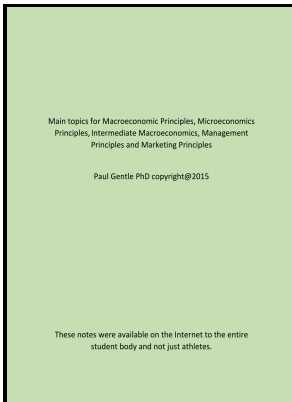 Main topics for Macroeconomic Principles, Microeconomics
Principles, Intermediate Macroeconomics, Management
Principles and Marketing Principles
Paul Gentle PhD copyright@2015
These notes were available on the Internet to the entire
student body and not just athletes.